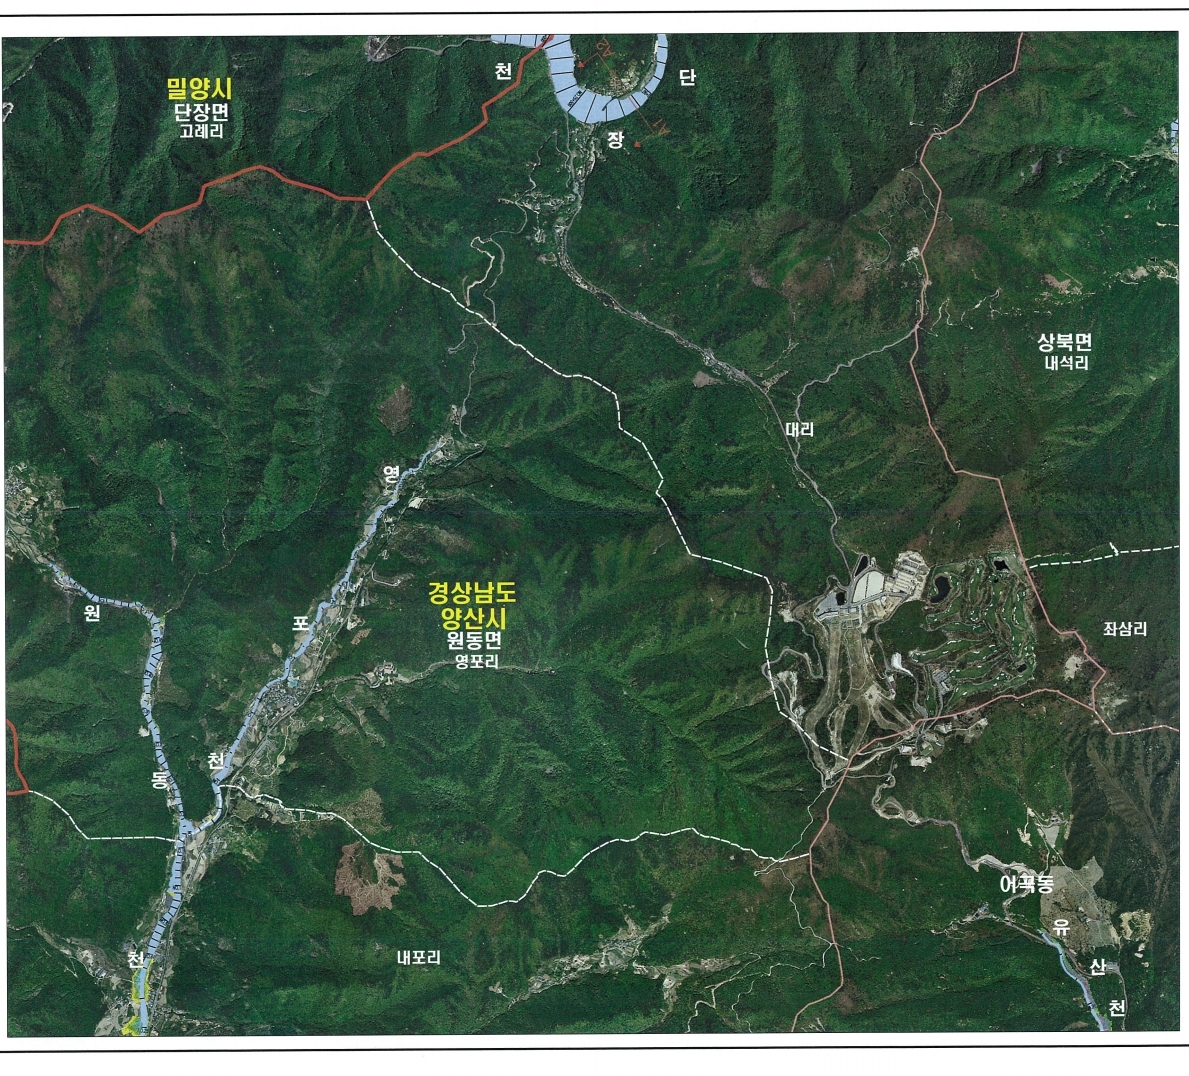 밀양시
단장면
고례리
천
단
장
상북면
내석리
대리
영
원
포
경상남도
양산시
원동면
영포리
좌삼리
동
천
어곡동
유
산
천
내포리
천